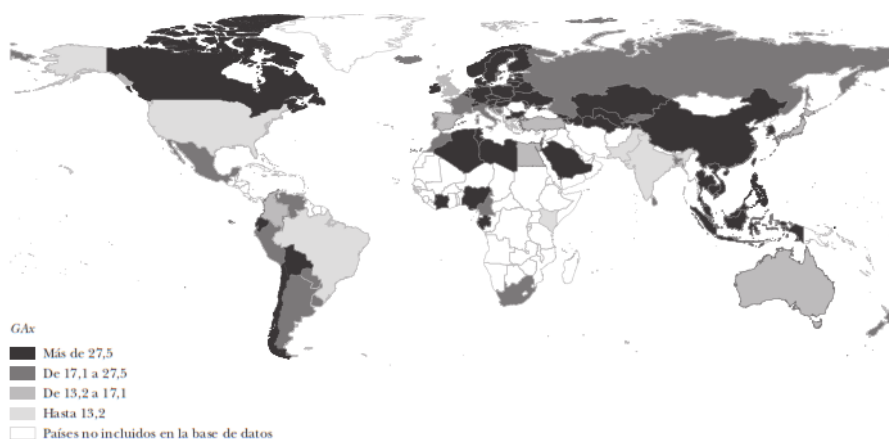 GAx
Más de 27,5
De 17,1 a 27,5
De 13,2 a 17,1
Hasta 13,2
Países no incluidos en la base de datos